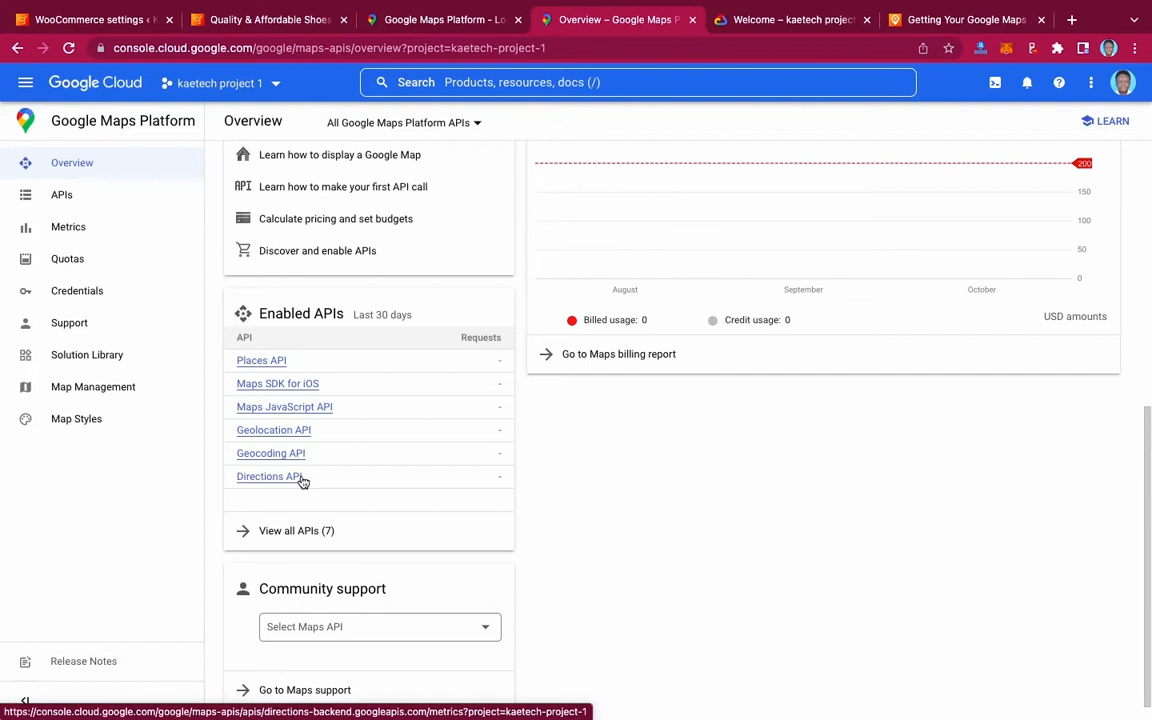 WooCommerce settings ‹ K
Quality & Affordable Shoes
Google Maps Platform - Lo
Overview – Google Maps P
Welcome – kaetech project
Getting Your Google Maps
console.cloud.google.com/google/maps-apis/overview?project=kaetech-project-1
Google Cloud
kaetech project 1
Search Products, resources, docs (/)
Google Maps Platform
Overview
All Google Maps Platform APIs
LEARN
Overview
APIs
Metrics
Quotas
Credentials
Support
Solution Library
Map Management
Map Styles
Release Notes
Learn how to display a Google Map
API Learn how to make your first API call
Calculate pricing and set budgets
Discover and enable APIs
Enabled APIs Last 30 days
API Requests
Places API -
Maps SDK for iOS -
Maps JavaScript API -
Geolocation API -
Geocoding API -
Directions API -
View all APIs (7)
Community support
Select Maps API
Go to Maps support
200
150
100
50
0
August September October
Billed usage: 0 Credit usage: 0 USD amounts
Go to Maps billing report
https://console.cloud.google.com/google/maps-apis/apis/directions-backend.googleapis.com/metrics?project=kaetech-project-1